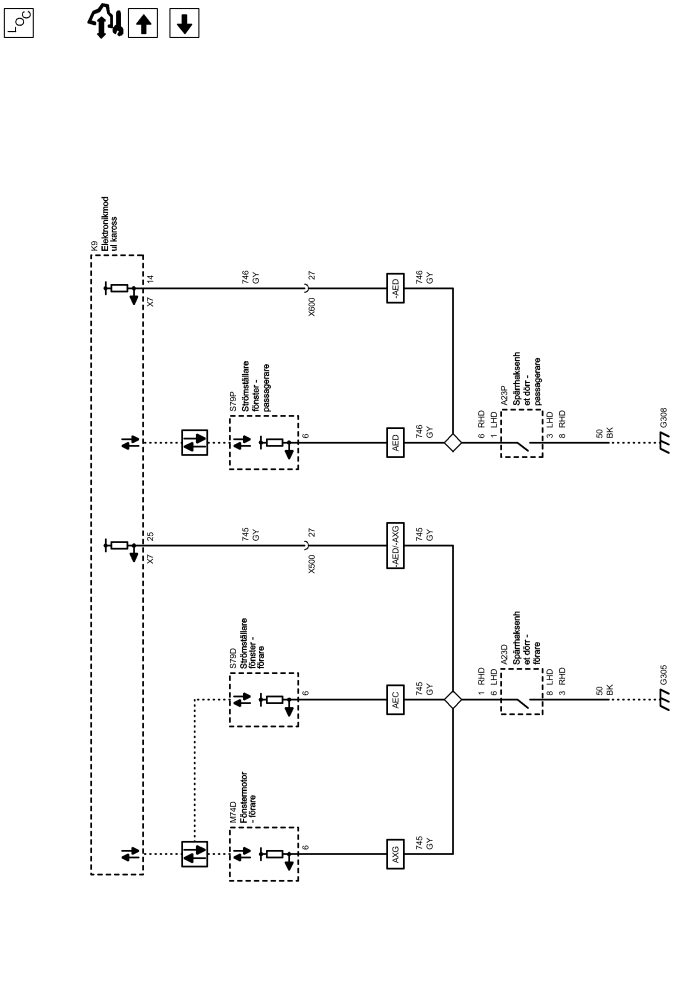 LOC
K9
Elektronikmod
ul kaross
X7
14
746
GY
X600
27
-AED
746
GY
S79P
Strömställare
fönster -
passagerare
6
AED
746
GY
6 RHD
1 LHD
A23P
Spärrhaksenh
et dörr -
passagerare
3 LHD
8 RHD
50
BK
G308
X7
25
745
GY
X500
27
-AED/-AXG
745
GY
S79D
Strömställare
fönster -
förare
6
AEC
745
GY
1 RHD
6 LHD
A23D
Spärrhaksenh
et dörr -
förare
8 LHD
3 RHD
50
BK
G305
M74D
Fönstermotor
- förare
6
AXG
745
GY